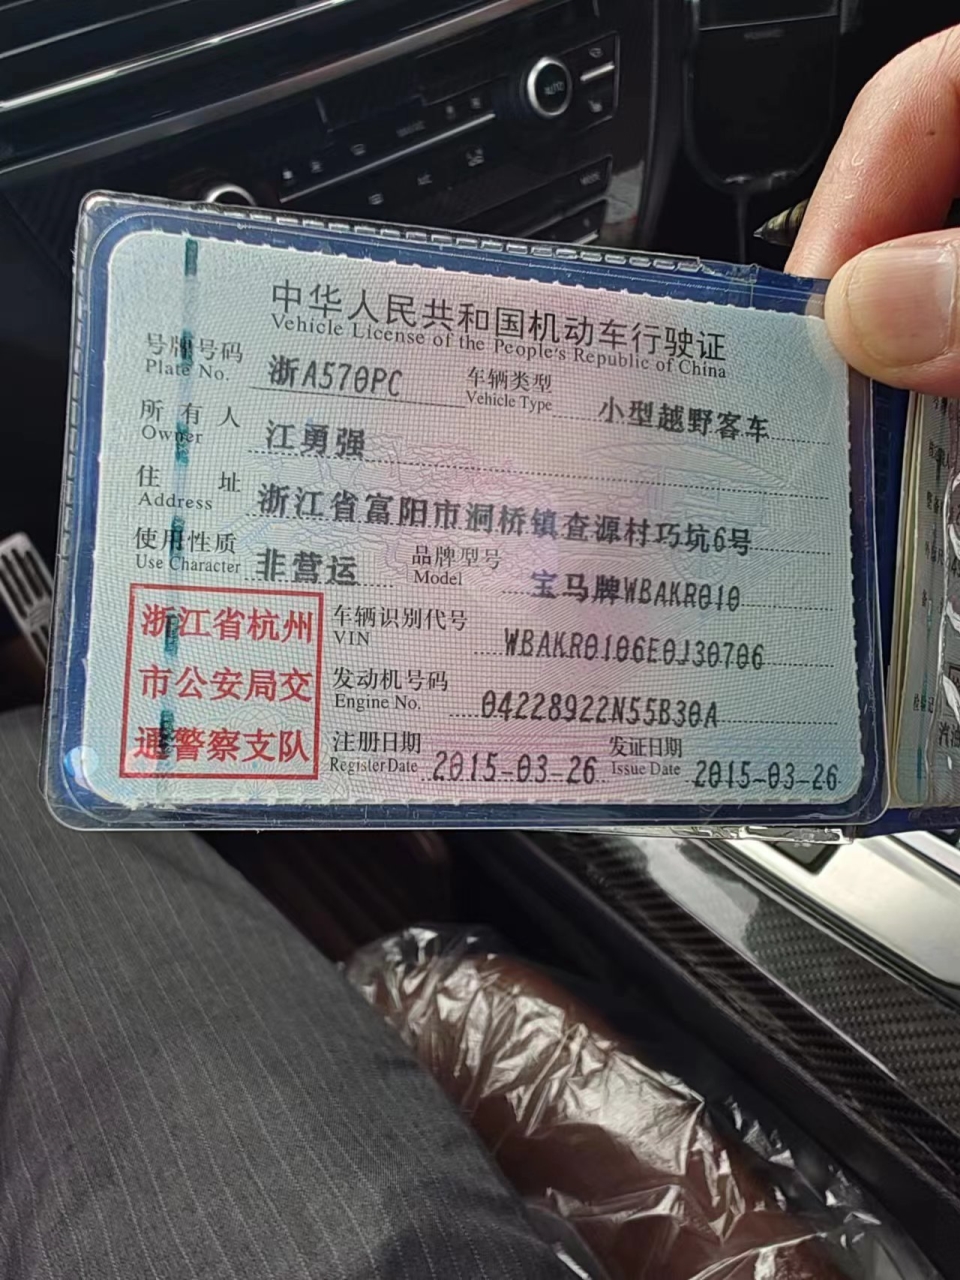 中华人民共和国机动车行驶证
Vehicle License of the People's Republic of China
号牌号码 浙A570PC 车辆类型 小型越野客车
Plate No. Vehicle Type
所有人 江勇强
Owner
住址 浙江省富阳市洞桥镇查源村巧坑6号
Address
使用性质 非营运 品牌型号 宝马牌WBAKR010
Use Character Model
浙江省杭州
市公安局交
通警察支队
车辆识别代号 WBAKR0106E0J30706
VIN
发动机号码 04228922N55B30A
Engine No.
注册日期 2015-03-26 发证日期 2015-03-26
Register Date Issue Date